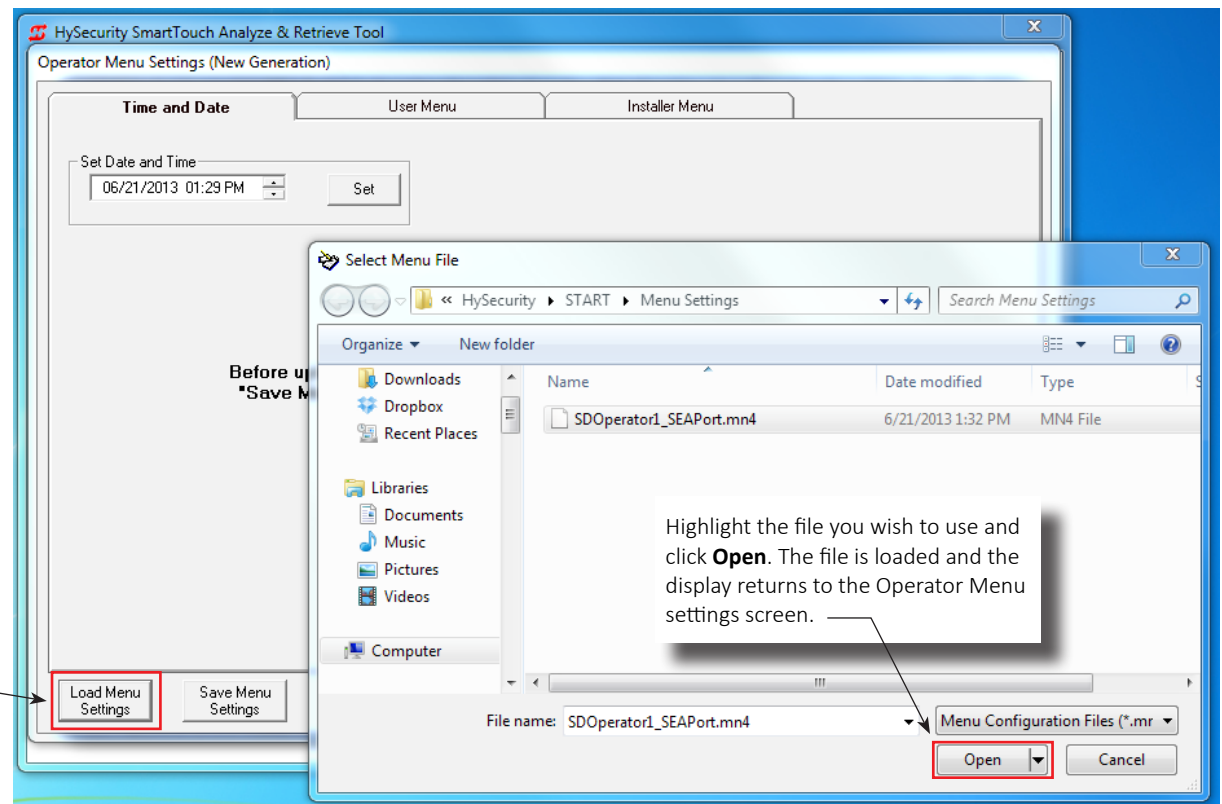 HySecurity SmartTouch Analyze & Retrieve Tool
Operator Menu Settings (New Generation)
Time and Date
User Menu
Installer Menu
Set Date and Time
06/21/2013 01:29 PM
Set
Select Menu File
« HySecurity START Menu Settings
Search Menu Settings
Organize
New folder
Before
"Save
Downloads
Dropbox
Recent Places
Libraries
Documents
Music
Pictures
Videos
Computer
Name
Date modified
Type
SDOperator1_SEAPort.mn4
6/21/2013 1:32 PM
MN4 File
Highlight the file you wish to use and
click Open. The file is loaded and the
display returns to the Operator Menu
settings screen.
Load Menu
Settings
Save Menu
Settings
File name:
SDOperator1_SEAPort.mn4
Menu Configuration Files (*.mr
Open
Cancel